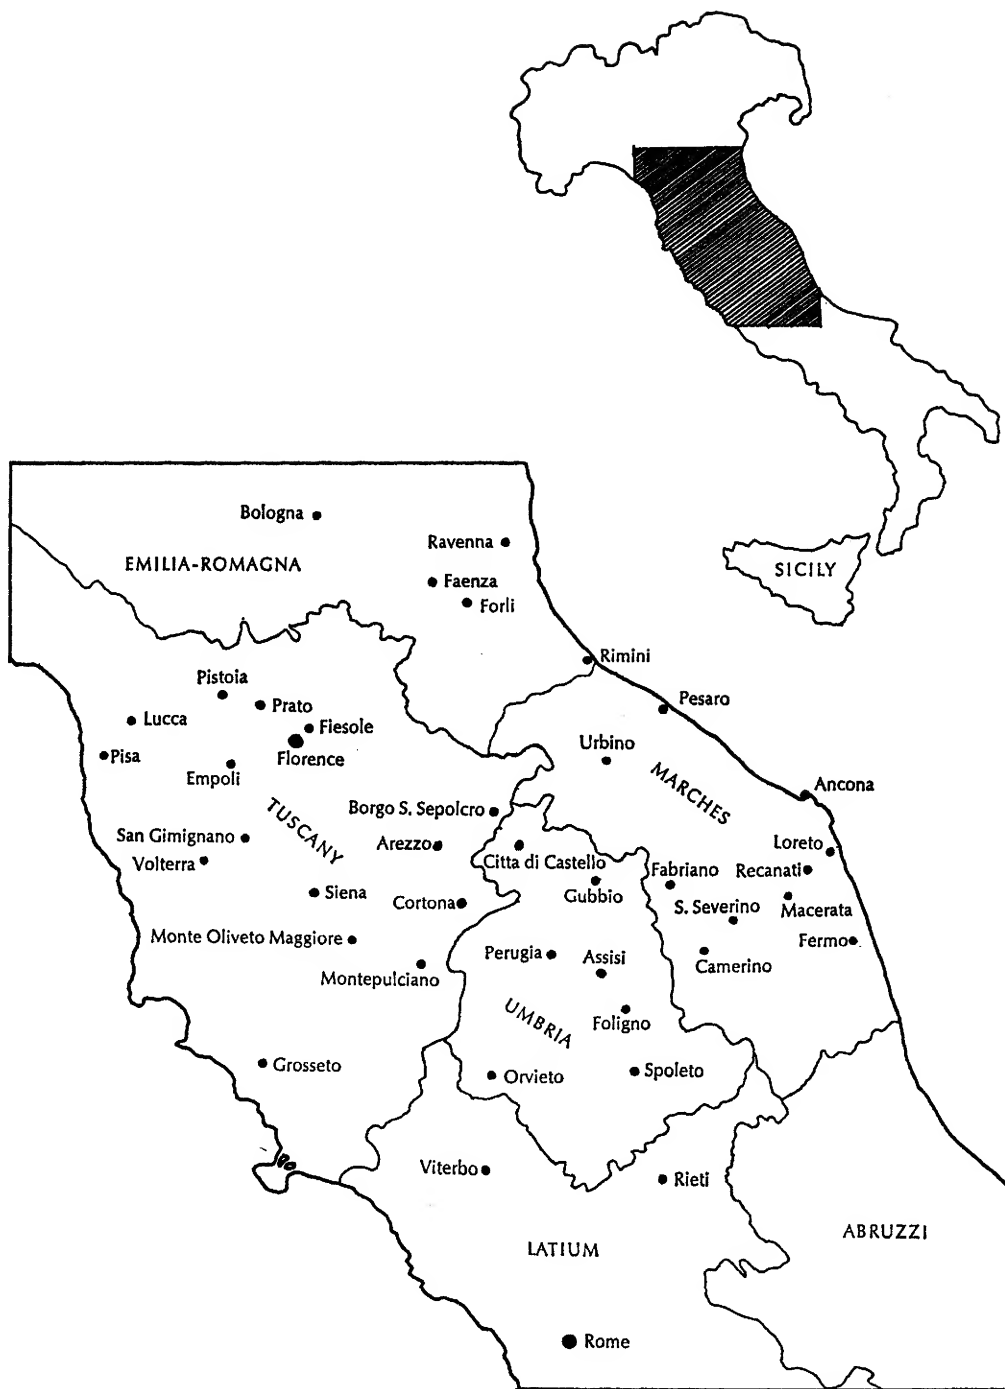 SICILY
Bologna
Ravenna
EMILIA-ROMAGNA
Faenza
Forli
Rimini
Pistoia
Pesaro
Prato
Lucca
Fiesole
Urbino
Pisa
Florence
Empoli
MARCHES
Ancona
Borgo S. Sepolcro
TUSCANY
San Gimignano
Arezzo
Loreto
Volterra
Citta di Castello
Fabriano
Recanati
Gubbio
Siena
Cortona
S. Severino
Macerata
Monte Oliveto Maggiore
Fermo
Perugia
Assisi
Camerino
Montepulciano
UMBRIA
Foligno
Grosseto
Orvieto
Spoleto
Viterbo
Rieti
ABRUZZI
LATIUM
Rome